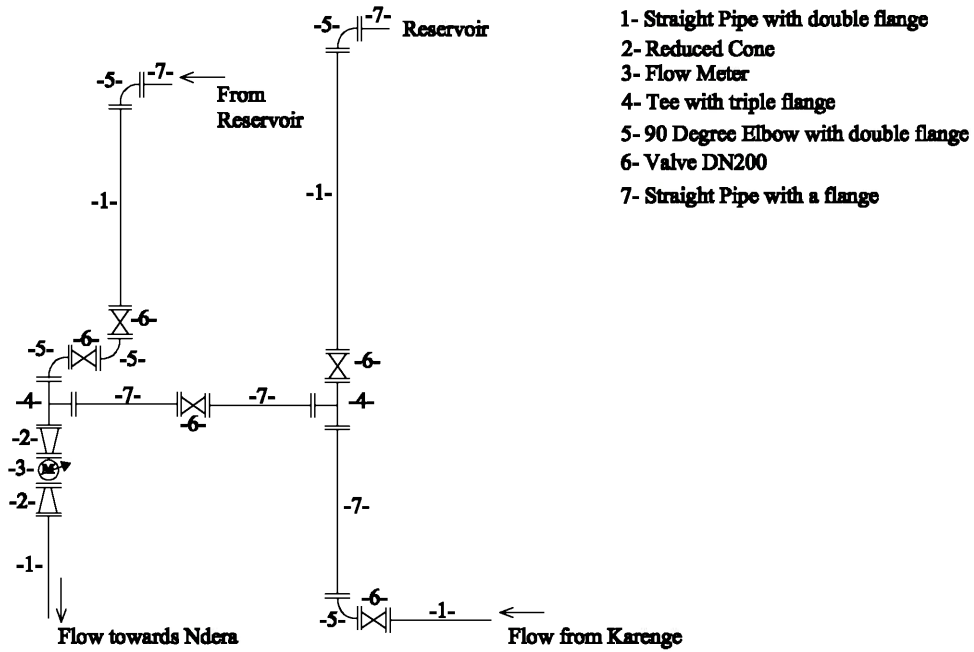 -5-
-7-
Reservoir
-5-
-7-
From
Reservoir
-1-
-1-
-6-
-5-
-6-
-5-
-6-
-4-
-7-
-6-
-7-
-4-
-2-
-3-
M
-2-
-7-
-1-
-5-
-6-
-1-
Flow towards Ndera
Flow from Karenge
1- Straight Pipe with double flange
2- Reduced Cone
3- Flow Meter
4- Tee with triple flange
5- 90 Degree Elbow with double flange
6- Valve DN200
7- Straight Pipe with a flange